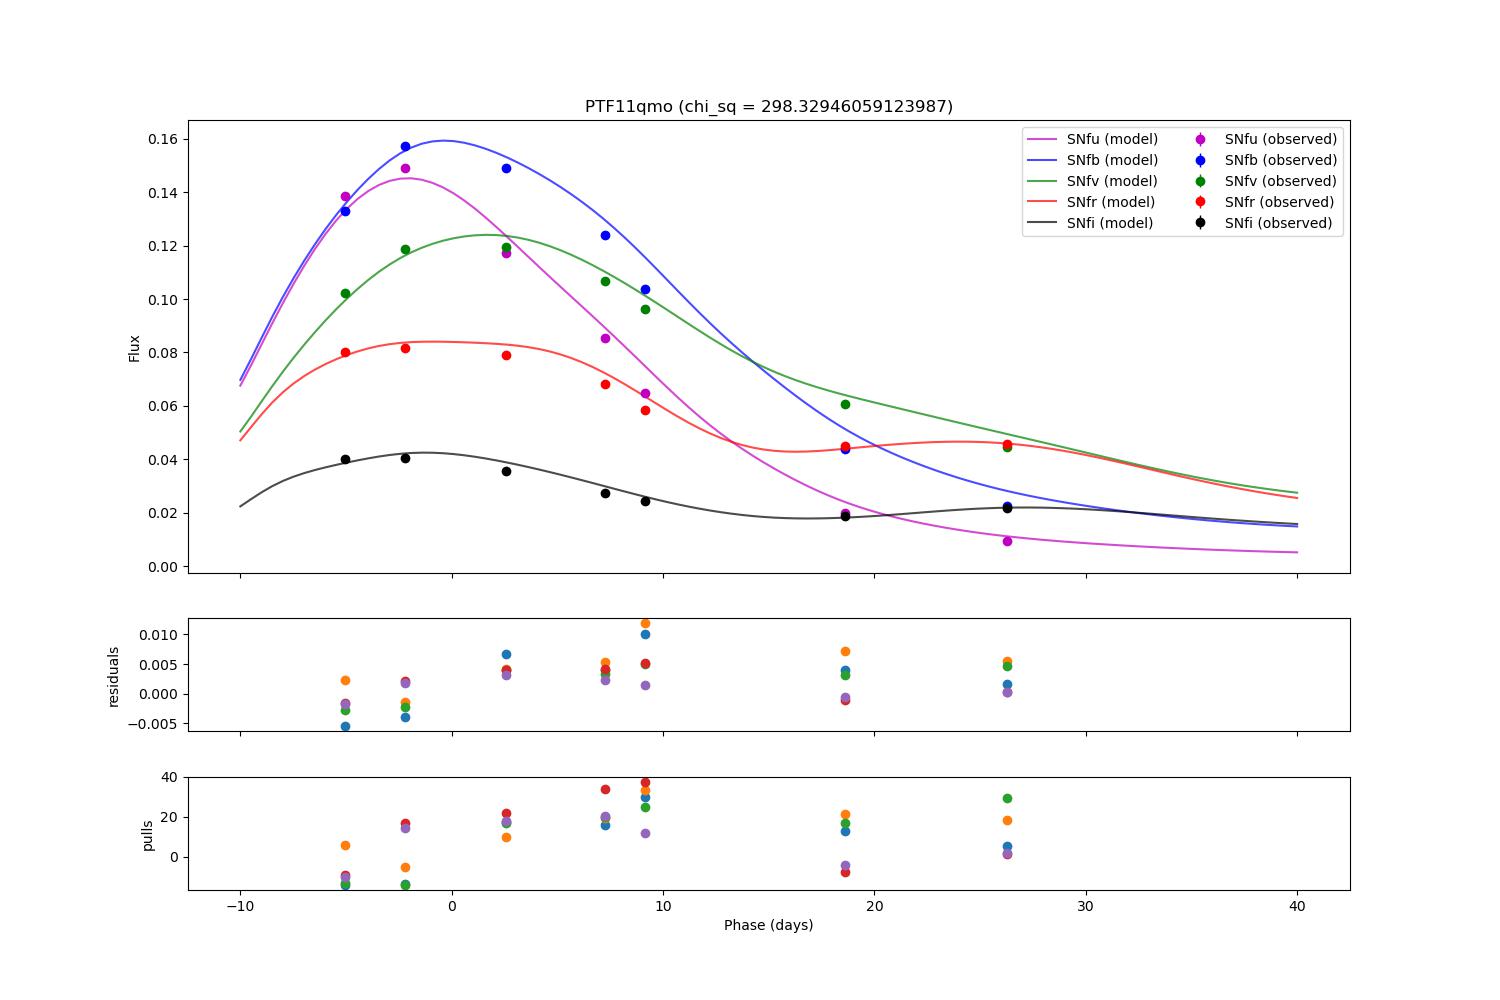 PTF11qmo (chi_sq = 298.32946059123987)
0.16
0.14
0.12
0.10
0.08
0.06
0.04
0.02
0.00
Flux
SNfu (model) SNfu (observed)
SNfb (model) SNfb (observed)
SNfv (model) SNfv (observed)
SNfr (model) SNfr (observed)
SNfi (model) SNfi (observed)
0.010
0.005
0.000
−0.005
residuals
40
20
0
pulls
−10 0 10 20 30 40
Phase (days)